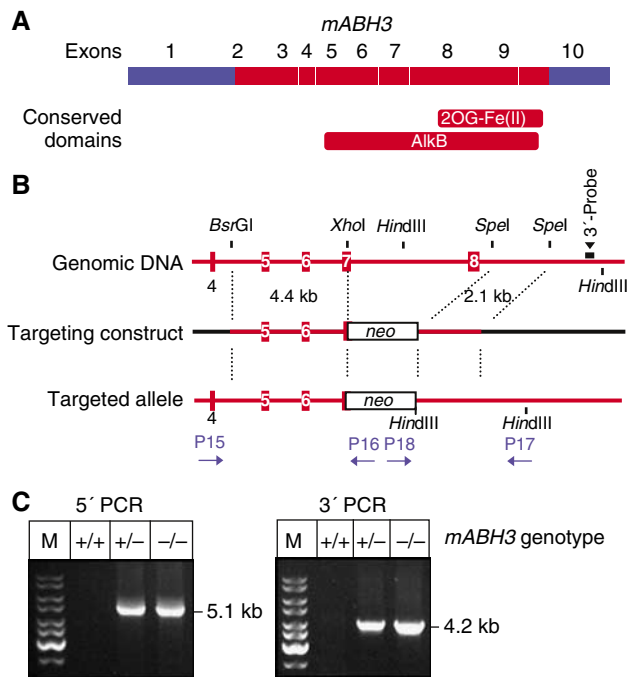 A
mABH3
Exons 1 2 3 4 5 6 7 8 9 10
Conserved domains
2OG-Fe(II)
AlkB
B
BsrGI XhoI HindIII SpeI SpeI 3´-Probe
Genomic DNA 5 6 7 8
4 4.4 kb 2.1 kb HindIII
Targeting construct 5 6 neo
Targeted allele 5 6 neo
4 HindIII HindIII
P15 P16 P18 P17
C
5´ PCR 3´ PCR
M +/+ +/– –/– M +/+ +/– –/– mABH3 genotype
5.1 kb
4.2 kb